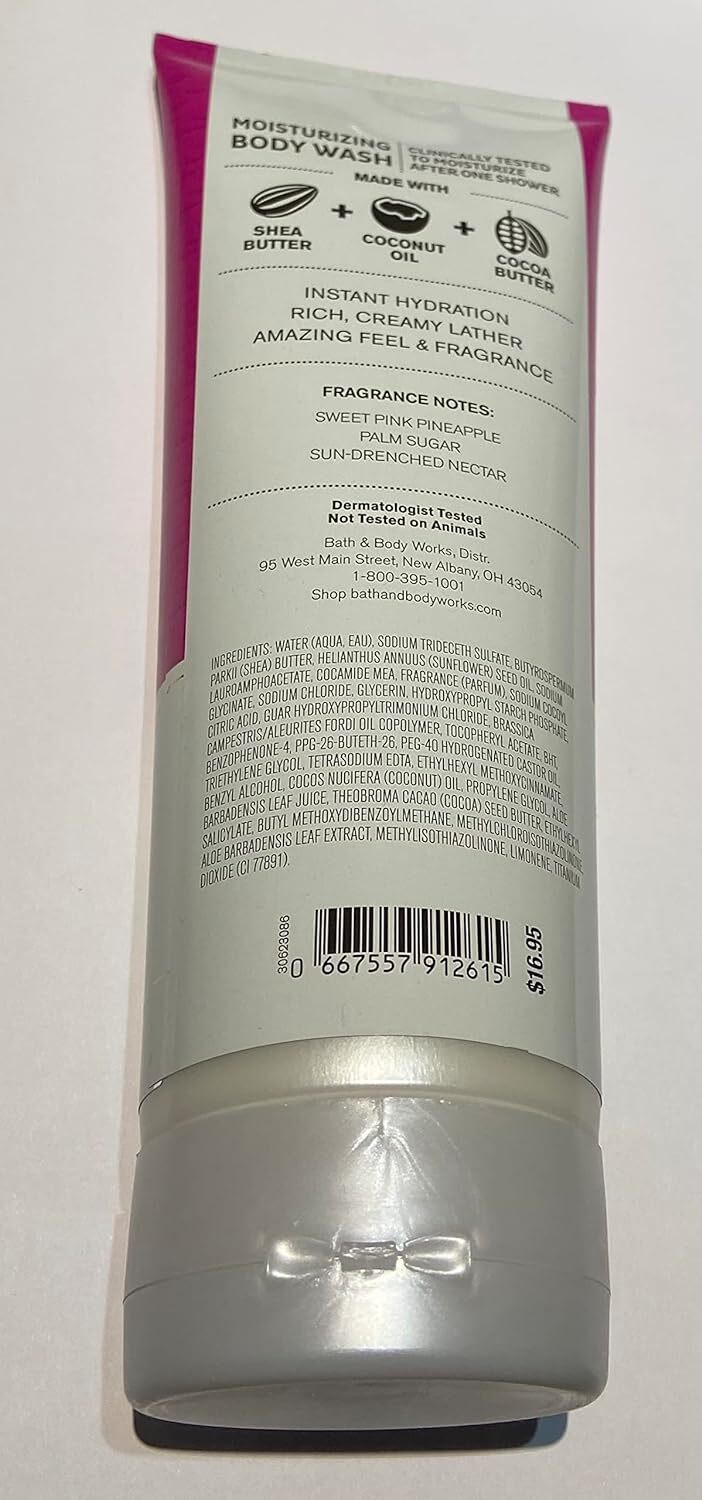 MOISTURIZING
BODY WASH
CLINICALLY TESTED
TO MOISTURIZE
AFTER ONE SHOWER
MADE WITH
SHEA
BUTTER
+
COCONUT
OIL
+
COCOA
BUTTER
INSTANT HYDRATION
RICH, CREAMY LATHER
AMAZING FEEL & FRAGRANCE
FRAGRANCE NOTES:
SWEET PINK PINEAPPLE
PALM SUGAR
SUN-DRENCHED NECTAR
Dermatologist Tested
Not Tested on Animals
Bath & Body Works, Distr.
95 West Main Street, New Albany, OH 43054
1-800-395-1001
Shop bathandbodyworks.com
INGREDIENTS: WATER (AQUA, EAU), SODIUM TRIDECETH SULFATE, BUTYROSPERMUM
PARKII (SHEA) BUTTER, HELIANTHUS ANNUUS (SUNFLOWER) SEED OIL, SODIUM
LAUROAMPHOACETATE, COCAMIDE MEA, FRAGRANCE (PARFUM), SODIUM COCOYL
GLYCINATE, SODIUM CHLORIDE, GLYCERIN, HYDROXYPROPYL STARCH PHOSPHATE,
CITRIC ACID, GUAR HYDROXYPROPYLTRIMONIUM CHLORIDE, BRASSICA
CAMPESTRIS/ALEURITES FORDI OIL COPOLYMER, TOCOPHERYL ACETATE, BHT,
BENZOPHENONE-4, PPG-26-BUTETH-26, PEG-40 HYDROGENATED CASTOR OIL,
TRIETHYLENE GLYCOL, TETRASODIUM EDTA, ETHYLHEXYL METHOXYCINNAMATE,
BENZYL ALCOHOL, COCOS NUCIFERA (COCONUT) OIL, PROPYLENE GLYCOL, ALOE
BARBADENSIS LEAF JUICE, THEOBROMA CACAO (COCOA) SEED BUTTER, ETHYLHEXYL
SALICYLATE, BUTYL METHOXYDIBENZOYLMETHANE, METHYLCHLOROISOTHIAZOLINONE,
ALOE BARBADENSIS LEAF EXTRACT, METHYLISOTHIAZOLINONE, LIMONENE, TITANIUM
DIOXIDE (CI 77891).
30623086
0 667557 912615
$16.95